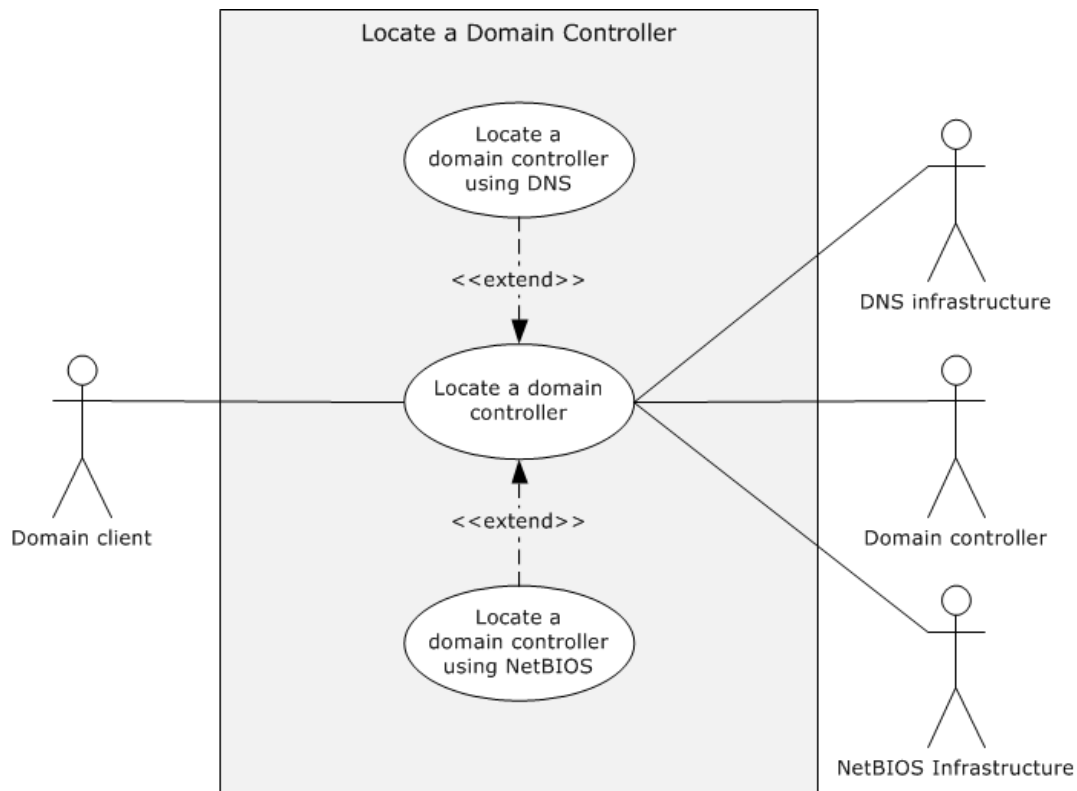 Locate a Domain Controller
Locate a
domain controller
using DNS
<<extend>>
DNS infrastructure
Locate a domain
controller
<<extend>>
Domain client
Domain controller
Locate a
domain controller
using NetBIOS
NetBIOS Infrastructure